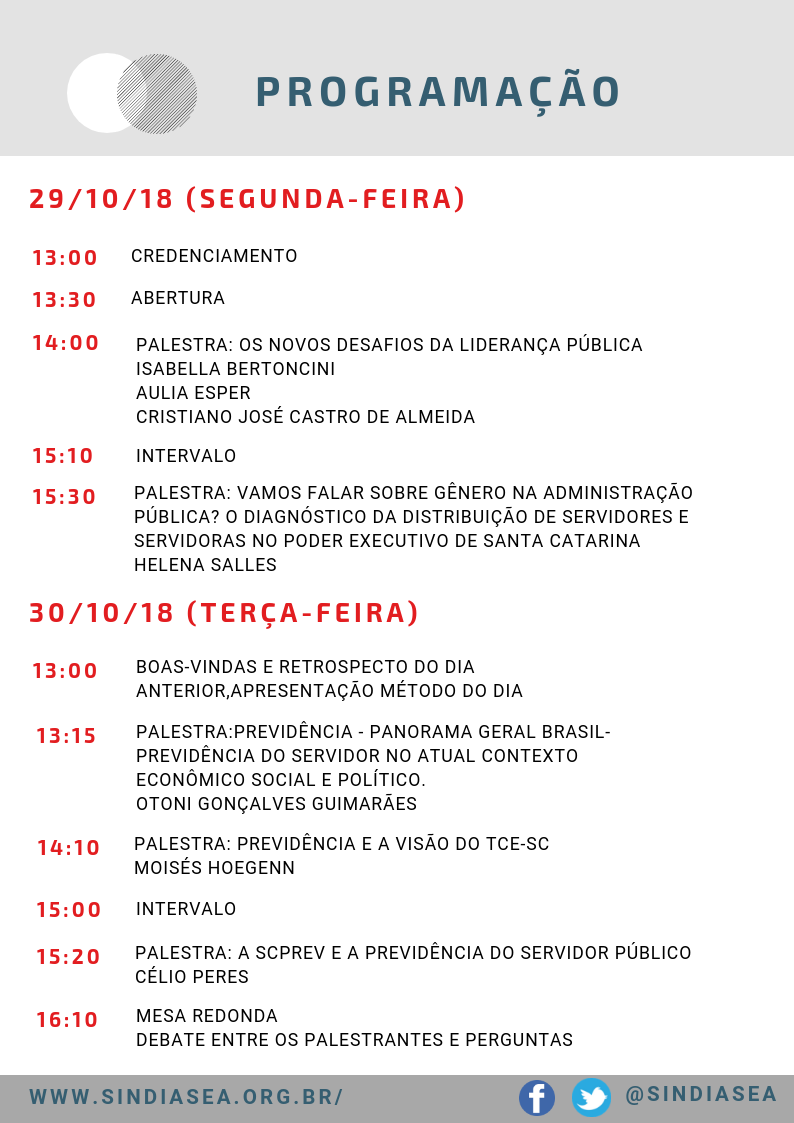 PROGRAMAÇÃO
29/10/18 (SEGUNDA-FEIRA)
13:00 CREDENCIAMENTO
13:30 ABERTURA
14:00 PALESTRA: OS NOVOS DESAFIOS DA LIDERANÇA PÚBLICA
ISABELLA BERTONCINI
AULIA ESPER
CRISTIANO JOSÉ CASTRO DE ALMEIDA
15:10 INTERVALO
15:30 PALESTRA: VAMOS FALAR SOBRE GÊNERO NA ADMINISTRAÇÃO
PÚBLICA? O DIAGNÓSTICO DA DISTRIBUIÇÃO DE SERVIDORES E
SERVIDORAS NO PODER EXECUTIVO DE SANTA CATARINA
HELENA SALLES
30/10/18 (TERÇA-FEIRA)
13:00 BOAS-VINDAS E RETROSPECTO DO DIA
ANTERIOR,APRESENTAÇÃO MÉTODO DO DIA
13:15 PALESTRA:PREVIDÊNCIA - PANORAMA GERAL BRASIL-
PREVIDÊNCIA DO SERVIDOR NO ATUAL CONTEXTO
ECONÔMICO SOCIAL E POLÍTICO.
OTONI GONÇALVES GUIMARÃES
14:10 PALESTRA: PREVIDÊNCIA E A VISÃO DO TCE-SC
MOISÉS HOEGENN
15:00 INTERVALO
15:20 PALESTRA: A SCPREV E A PREVIDÊNCIA DO SERVIDOR PÚBLICO
CÉLIO PERES
16:10 MESA REDONDA
DEBATE ENTRE OS PALESTRANTES E PERGUNTAS
WWW.SINDIASEA.ORG.BR/ @SINDIASEA